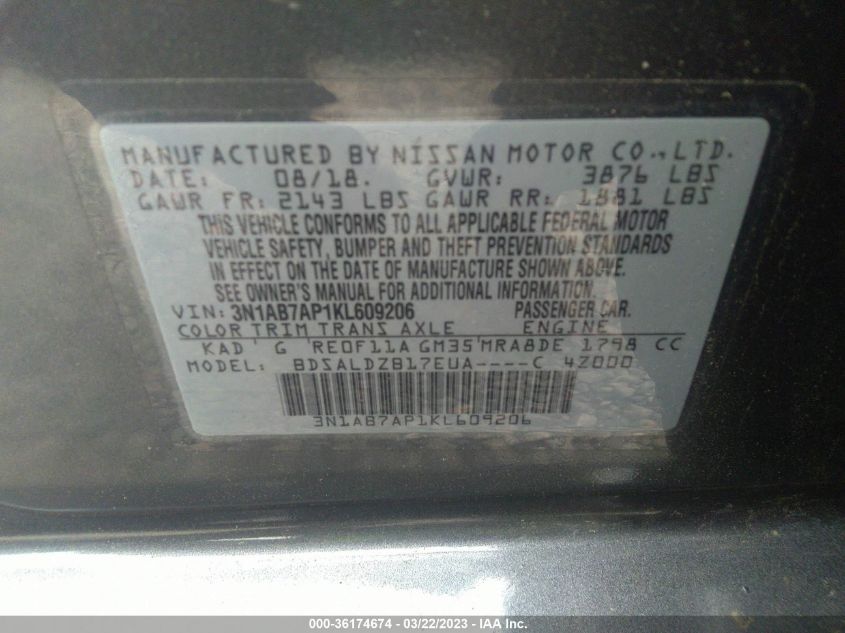 MANUFACTURED BY NISSAN MOTOR CO., LTD.
DATE: 08/18. GVWR: 3876 LBS
GAWR FR: 2143 LBS GAWR RR: 1881 LBS
THIS VEHICLE CONFORMS TO ALL APPLICABLE FEDERAL MOTOR
VEHICLE SAFETY, BUMPER AND THEFT PREVENTION STANDARDS
IN EFFECT ON THE DATE OF MANUFACTURE SHOWN ABOVE.
SEE OWNER'S MANUAL FOR ADDITIONAL INFORMATION.
VIN: 3N1AB7AP1KL609206 PASSENGER CAR.
COLOR TRIM TRANS AXLE ENGINE
KAD G RE0F11A GM35 MRA8DE 1798 CC
MODEL: BDSALDZB17EUA----C 4Z000
3N1AB7AP1KL609206
000-36174674 - 03/22/2023 - IAA Inc.